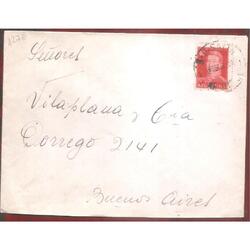 Señores
Vilaplana y Cía
Dorrego 2141
Buenos Aires